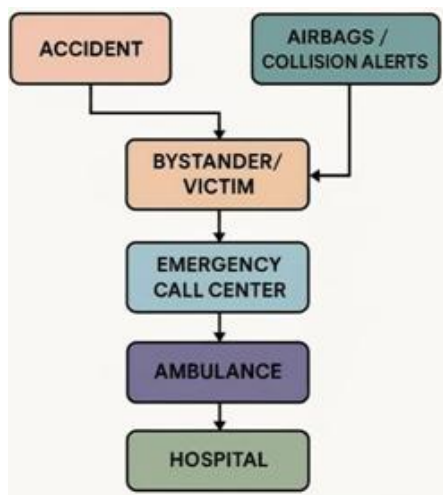 ACCIDENT
AIRBAGS /
COLLISION ALERTS
BYSTANDER/
VICTIM
EMERGENCY
CALL CENTER
AMBULANCE
HOSPITAL